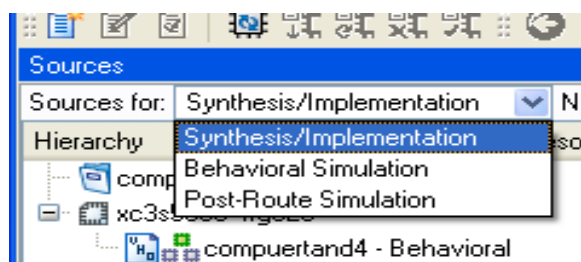 Sources
Sources for: Synthesis/Implementation N
Hierarchy
Synthesis/Implementation
Behavioral Simulation
Post-Route Simulation
compuertand4 - Behavioral